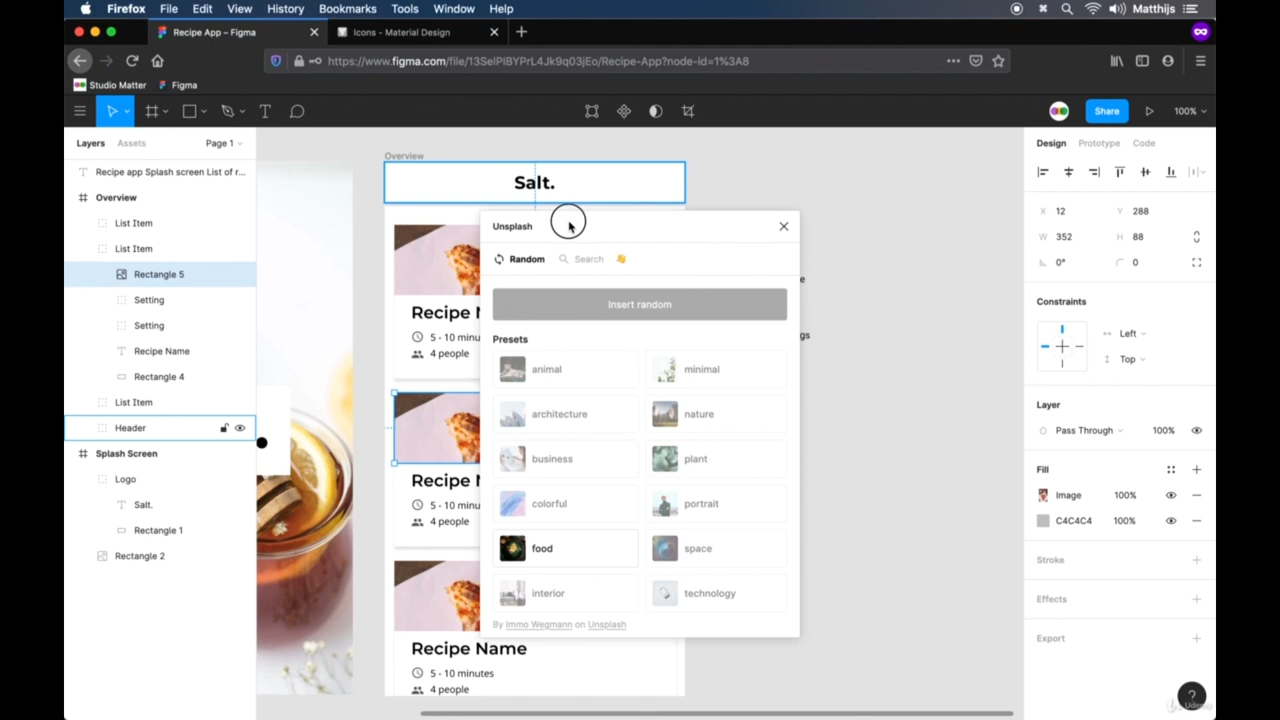 Firefox File Edit View History Bookmarks Tools Window Help Matthijs
Recipe App – Figma Icons - Material Design
https://www.figma.com/file/13SelPlBYPrL4Jk9q03jEo/Recipe-App?node-id=1%3A8
Studio Matter Figma
Share 100%
Layers Assets Page 1
Recipe app Splash screen List of r...
Overview
List Item
List Item
Rectangle 5
Setting
Setting
Recipe Name
Rectangle 4
List Item
Header
Splash Screen
Logo
Salt.
Rectangle 1
Rectangle 2
Overview
Salt.
Recipe N
5 - 10 minu
4 people
Recipe N
5 - 10 minu
4 people
Recipe Name
5 - 10 minutes
4 people
Unsplash
Random Search
Insert random
Presets
animal minimal
architecture nature
business plant
colorful portrait
food space
interior technology
By Immo Wegmann on Unsplash
e
gs
Design Prototype Code
X 12 Y 288
W 352 H 88
0° 0
Constraints
Left
Top
Layer
Pass Through 100%
Fill
Image 100%
C4C4C4 100%
Stroke
Effects
Export
?
Udemy